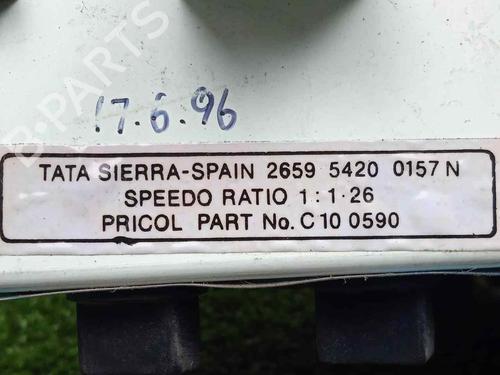 B-PARTS
17.6.96
TATA SIERRA-SPAIN 2659 5420 0157 N
SPEEDO RATIO 1 : 1·26
PRICOL PART No. C 10 0590